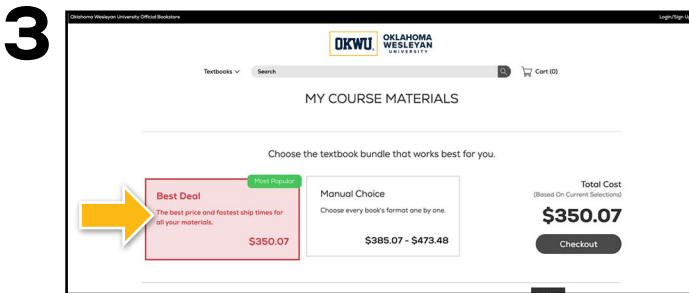 3
Oklahoma Wesleyan University Official Bookstore
Login/Sign Up
OKWU.
OKLAHOMA
WESLEYAN
UNIVERSITY
Textbooks
Search
Cart (0)
MY COURSE MATERIALS
Choose the textbook bundle that works best for you.
Most Popular
Best Deal
The best price and fastest ship times for
all your materials.
$350.07
Manual Choice
Choose every book's format one by one.
$385.07 - $473.48
Total Cost
(Based On Current Selections)
$350.07
Checkout